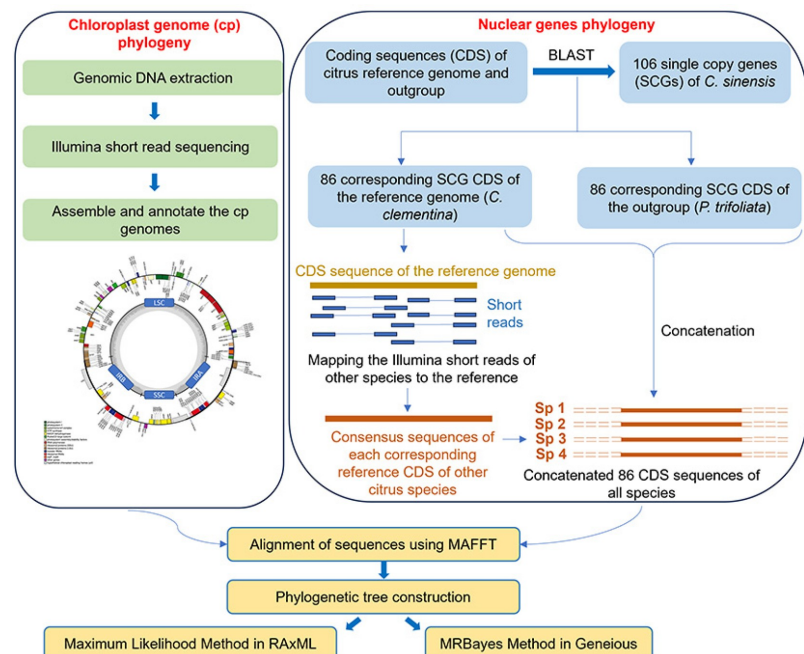 Chloroplast genome (cp)
phylogeny
Genomic DNA extraction
Illumina short read sequencing
Assemble and annotate the cp
genomes
LSC
IRB
IRA
SSC
Nuclear genes phylogeny
Coding sequences (CDS) of
citrus reference genome and
outgroup
BLAST
106 single copy genes
(SCGs) of C. sinensis
86 corresponding SCG CDS of
the reference genome (C.
clementina)
86 corresponding SCG CDS of
the outgroup (P. trifoliata)
CDS sequence of the reference genome
Short
reads
Mapping the Illumina short reads of
other species to the reference
Concatenation
Consensus sequences of
each corresponding
reference CDS of other
citrus species
Sp 1
Sp 2
Sp 3
Sp 4
Concatenated 86 CDS sequences of
all species
Alignment of sequences using MAFFT
Phylogenetic tree construction
Maximum Likelihood Method in RAxML
MRBayes Method in Geneious